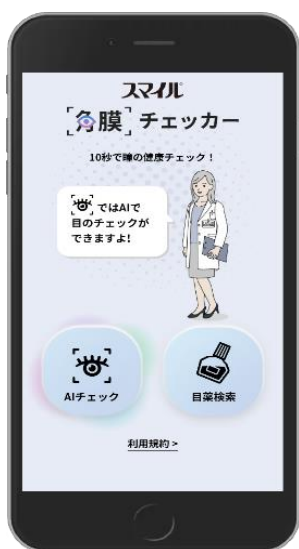 スマイル
角膜 チェッカー
10秒で瞳の健康チェック！
ではAIで
目のチェックが
できますよ!
AIチェック
目薬検索
利用規約 >